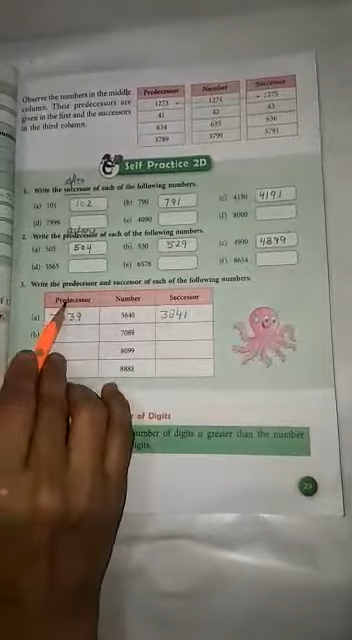 Observe the numbers in the middle
column. Their predecessors are
given in the first and the successors
in the third column.
Predecessor Number Successor
1273 1274 1275
41 42 43
634 635 636
3789 3790 3791
Self Practice 2D
After
1. Write the successor of each of the following numbers.
(a) 101 102 (b) 790 791 (c) 4190 4191
(d) 7999 (e) 4090 (f) 8000
Before
2. Write the predecessor of each of the following numbers.
(a) 505 504 (b) 530 529 (c) 4900 4899
(d) 5565 (e) 6576 (f) 8654
3. Write the predecessor and successor of each of the following numbers.
Predecessor Number Successor
(a) 39 3840 3841
(b) 7089
8099
8885
of Digits
number of digits is greater than the number
digits.
29